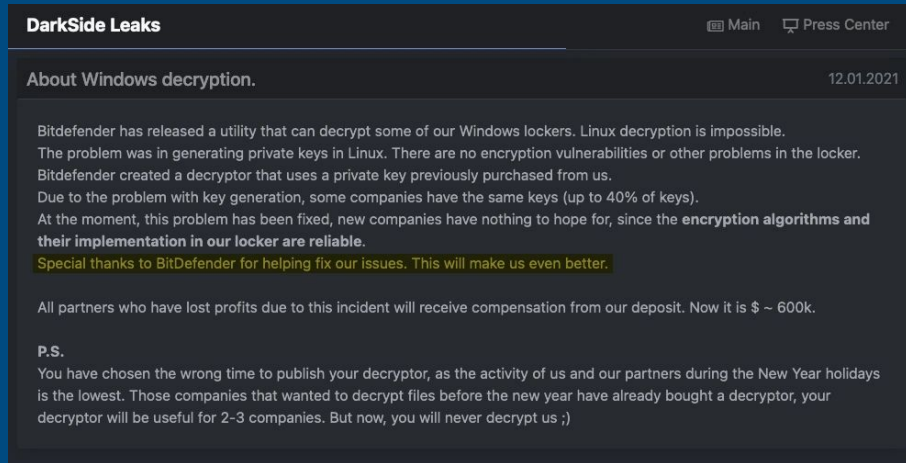 DarkSide Leaks
Main
Press Center
About Windows decryption.
12.01.2021
Bitdefender has released a utility that can decrypt some of our Windows lockers. Linux decryption is impossible.
The problem was in generating private keys in Linux. There are no encryption vulnerabilities or other problems in the locker.
Bitdefender created a decryptor that uses a private key previously purchased from us.
Due to the problem with key generation, some companies have the same keys (up to 40% of keys).
At the moment, this problem has been fixed, new companies have nothing to hope for, since the encryption algorithms and
their implementation in our locker are reliable.
Special thanks to BitDefender for helping fix our issues. This will make us even better.
All partners who have lost profits due to this incident will receive compensation from our deposit. Now it is $ ~ 600k.
P.S.
You have chosen the wrong time to publish your decryptor, as the activity of us and our partners during the New Year holidays
is the lowest. Those companies that wanted to decrypt files before the new year have already bought a decryptor, your
decryptor will be useful for 2-3 companies. But now, you will never decrypt us ;)